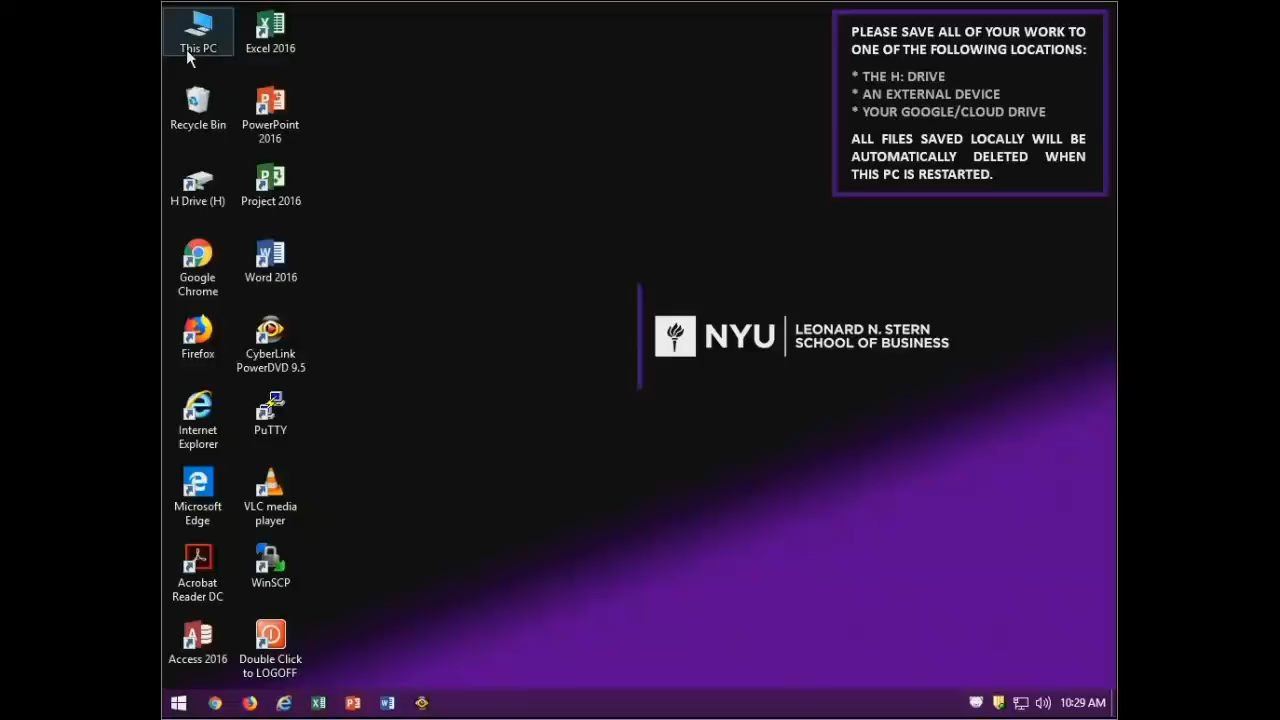 This PC
Excel 2016
Recycle Bin
PowerPoint
2016
H Drive (H)
Project 2016
Google
Chrome
Word 2016
Firefox
CyberLink
PowerDVD 9.5
Internet
Explorer
PuTTY
Microsoft
Edge
VLC media
player
Acrobat
Reader DC
WinSCP
Access 2016
Double Click
to LOGOFF
PLEASE SAVE ALL OF YOUR WORK TO
ONE OF THE FOLLOWING LOCATIONS:
* THE H: DRIVE
* AN EXTERNAL DEVICE
* YOUR GOOGLE/CLOUD DRIVE
ALL FILES SAVED LOCALLY WILL BE
AUTOMATICALLY DELETED WHEN
THIS PC IS RESTARTED.
NYU
LEONARD N. STERN
SCHOOL OF BUSINESS
10:29 AM